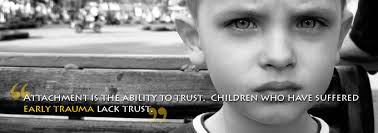 “Attachment is the ability to trust. Children who have suffered
early trauma lack trust.”